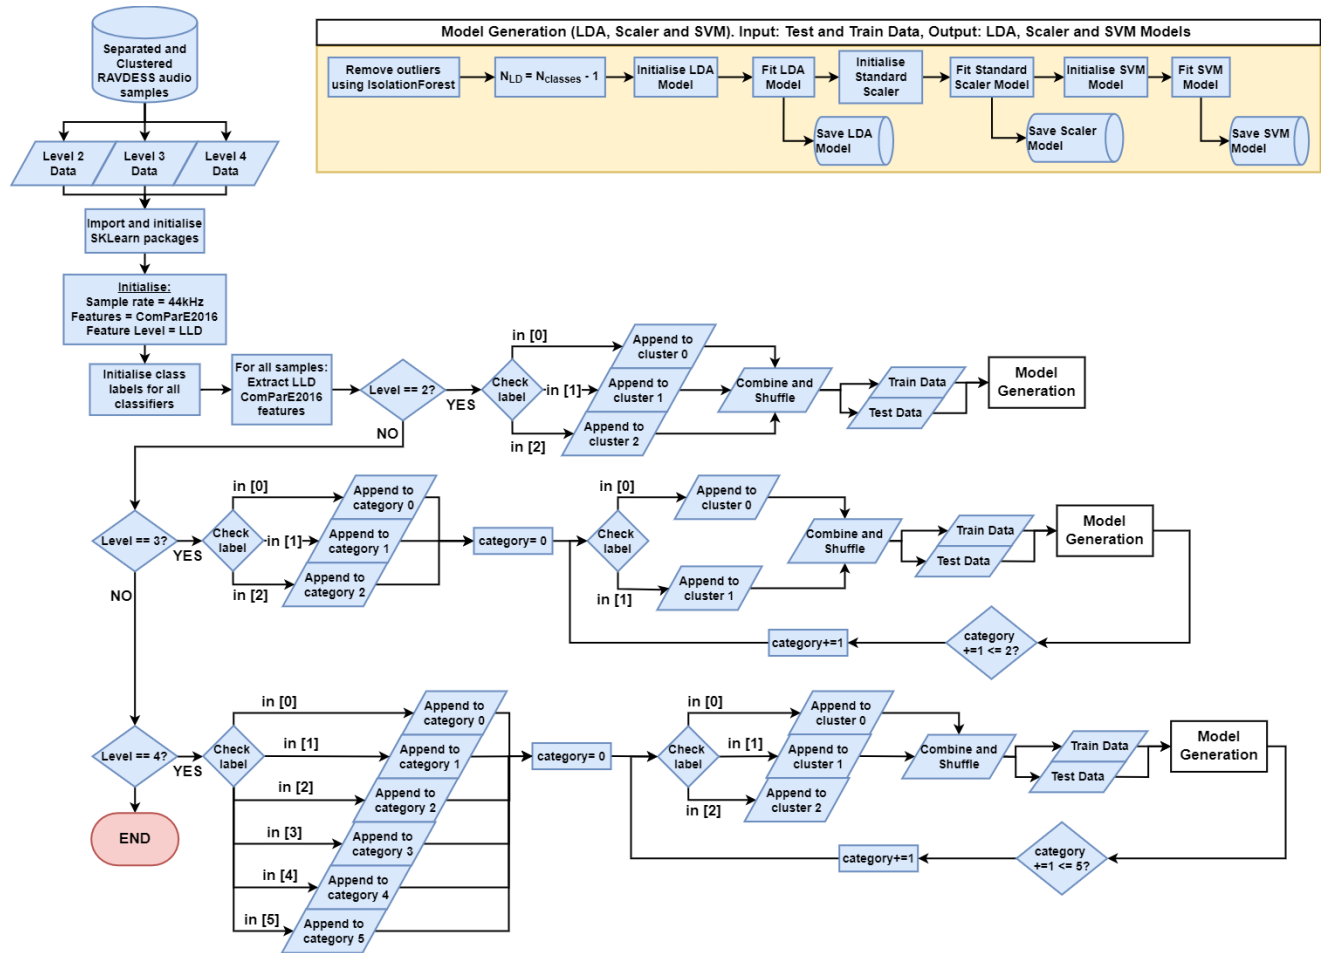 Separated and
Clustered
RAVDESS audio
samples
Model Generation (LDA, Scaler and SVM). Input: Test and Train Data, Output: LDA, Scaler and SVM Models
Remove outliers
using IsolationForest
NLD = Nclasses - 1
Initialise LDA
Model
Fit LDA
Model
Initialise
Standard
Scaler
Fit Standard
Scaler Model
Initialise SVM
Model
Fit SVM
Model
Save LDA
Model
Save Scaler
Model
Save SVM
Model
Level 2
Data
Level 3
Data
Level 4
Data
Import and initialise
SKLearn packages
Initialise:
Sample rate = 44kHz
Features = ComParE2016
Feature Level = LLD
Initialise class
labels for all
classifiers
For all samples:
Extract LLD
ComParE2016
features
Level == 2?
YES
NO
Check
label
in [0]
in [1]
in [2]
Append to
cluster 0
Append to
cluster 1
Append to
cluster 2
Combine and
Shuffle
Train Data
Test Data
Model
Generation
Level == 3?
YES
NO
Check
label
in [0]
in [1]
in [2]
Append to
category 0
Append to
category 1
Append to
category 2
category= 0
Check
label
in [0]
in [1]
Append to
cluster 0
Append to
cluster 1
Combine and
Shuffle
Train Data
Test Data
Model
Generation
category+=1
category
+=1 <= 2?
Level == 4?
YES
END
Check
label
in [0]
in [1]
in [2]
in [3]
in [4]
in [5]
Append to
category 0
Append to
category 1
Append to
category 2
Append to
category 3
Append to
category 4
Append to
category 5
category= 0
Check
label
in [0]
in [1]
in [2]
Append to
cluster 0
Append to
cluster 1
Append to
cluster 2
Combine and
Shuffle
Train Data
Test Data
Model
Generation
category+=1
category
+=1 <= 5?